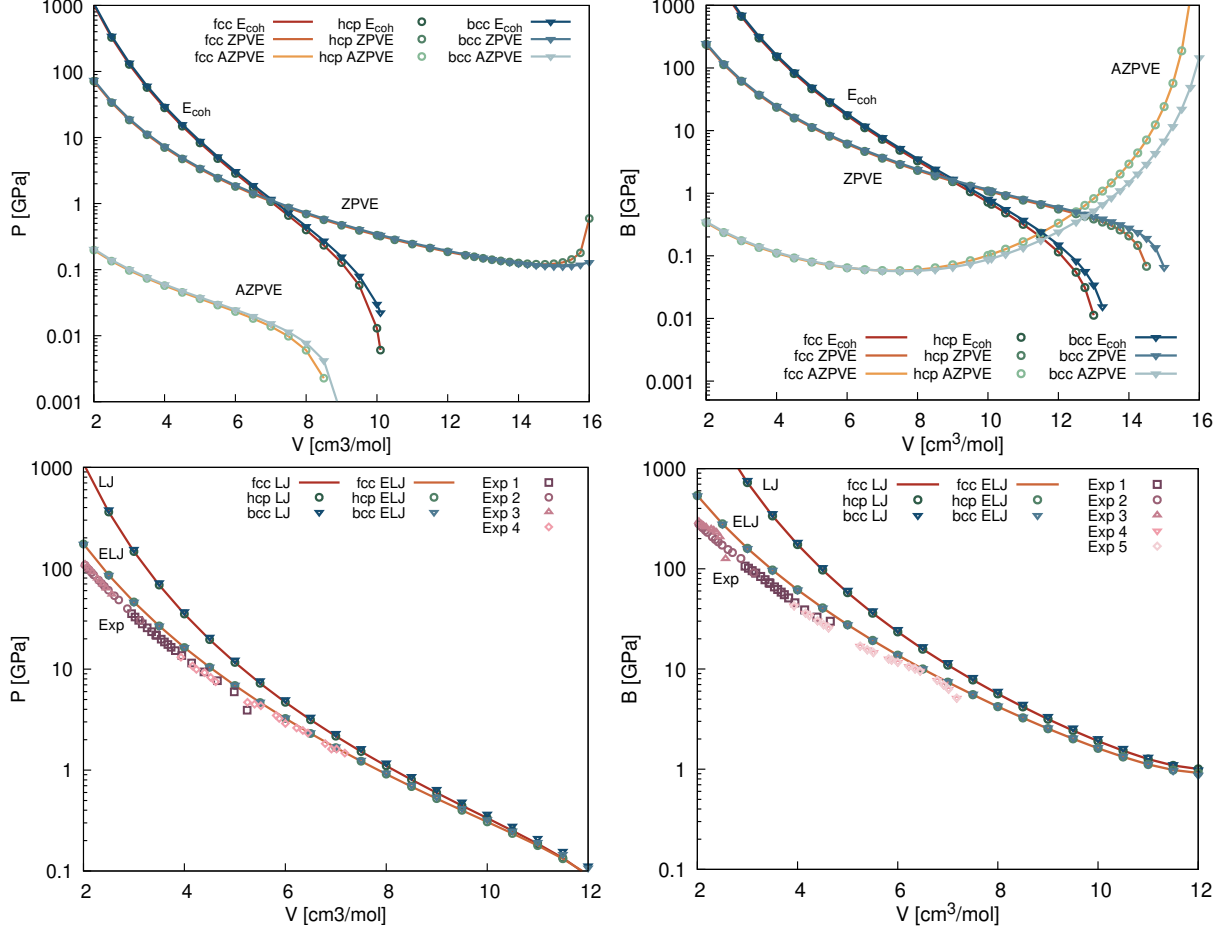 fcc E_coh hcp E_coh bcc E_coh
fcc ZPVE hcp ZPVE bcc ZPVE
fcc AZPVE hcp AZPVE bcc AZPVE
E_coh
ZPVE
AZPVE
1000
100
10
1
0.1
0.01
0.001
P [GPa]
2 4 6 8 10 12 14 16
V [cm3/mol]
AZPVE
E_coh
ZPVE
fcc E_coh hcp E_coh bcc E_coh
fcc ZPVE hcp ZPVE bcc ZPVE
fcc AZPVE hcp AZPVE bcc AZPVE
1000
100
10
1
0.1
0.01
0.001
B [GPa]
2 4 6 8 10 12 14 16
V [cm³/mol]
LJ
fcc LJ fcc ELJ Exp 1
hcp LJ hcp ELJ Exp 2
bcc LJ bcc ELJ Exp 3
Exp 4
ELJ
Exp
1000
100
10
1
0.1
P [GPa]
2 4 6 8 10 12
V [cm3/mol]
LJ
fcc LJ fcc ELJ Exp 1
hcp LJ hcp ELJ Exp 2
bcc LJ bcc ELJ Exp 3
Exp 4
Exp 5
ELJ
Exp
1000
100
10
1
0.1
B [GPa]
2 4 6 8 10 12
V [cm³/mol]